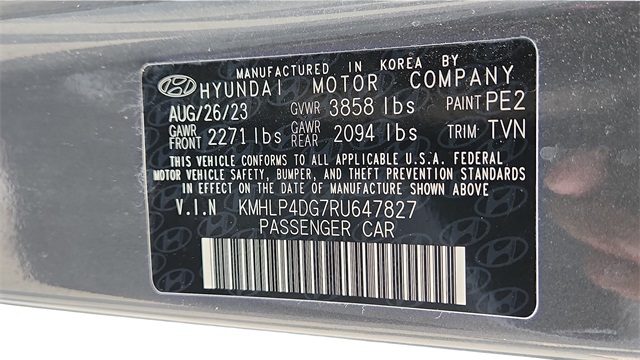 MANUFACTURED IN KOREA BY
HYUNDAI MOTOR COMPANY
AUG/26/23 GVWR 3858 lbs PAINT PE2
GAWR FRONT 2271 lbs GAWR REAR 2094 lbs TRIM TVN
THIS VEHICLE CONFORMS TO ALL APPLICABLE U.S.A. FEDERAL
MOTOR VEHICLE SAFETY, BUMPER, AND THEFT PREVENTION STANDARDS
IN EFFECT ON THE DATE OF MANUFACTURE SHOWN ABOVE
V.I.N KMHLP4DG7RU647827
PASSENGER CAR